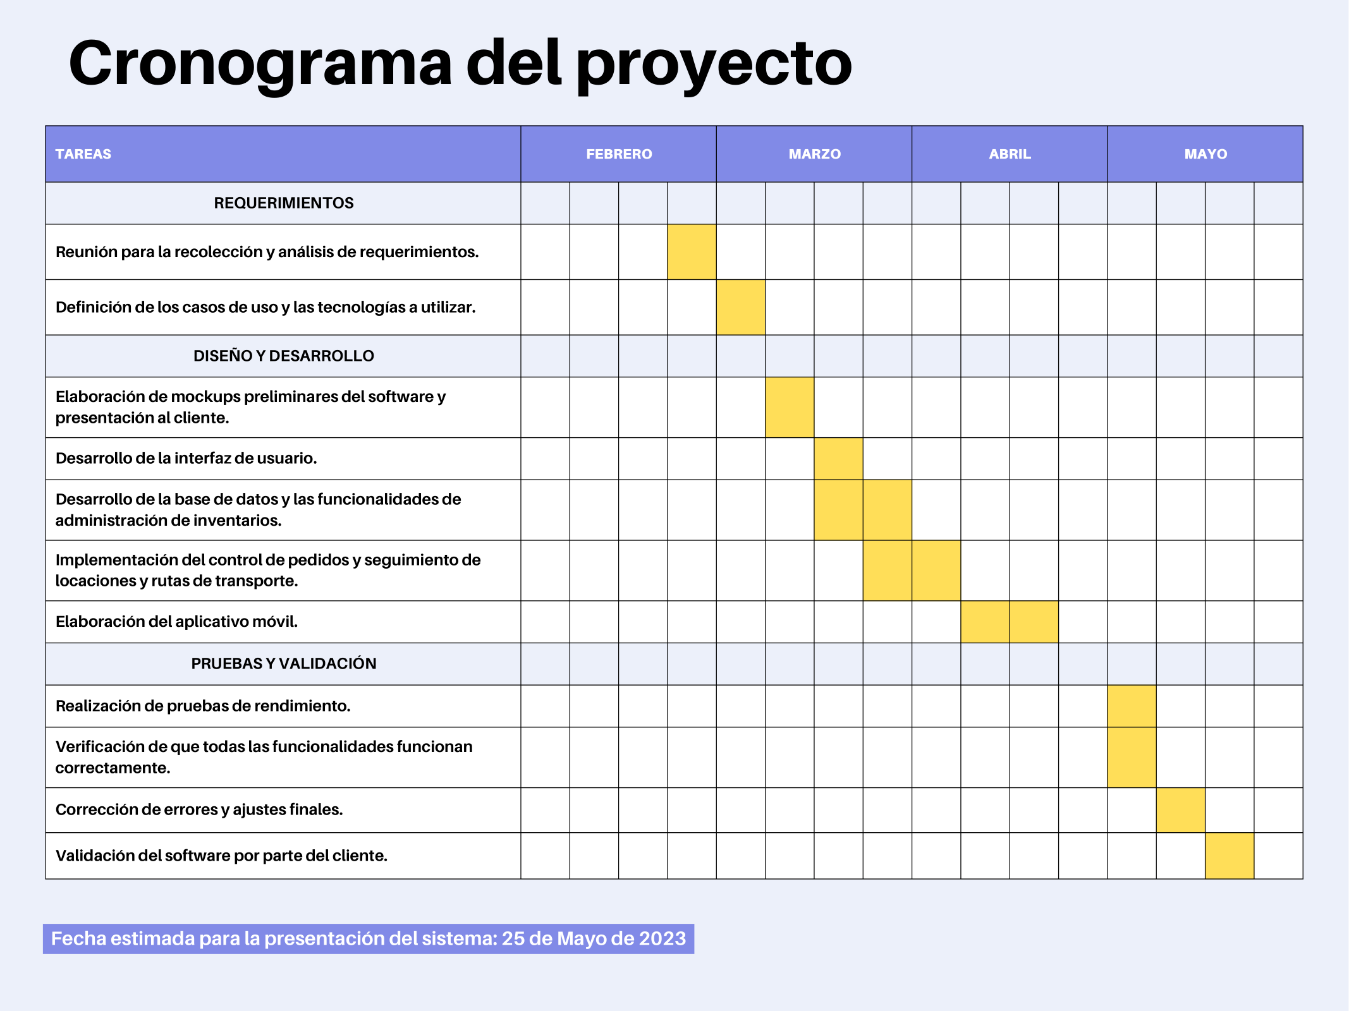 Cronograma del proyecto
TAREAS FEBRERO MARZO ABRIL MAYO
REQUERIMIENTOS
Reunión para la recolección y análisis de requerimientos.
Definición de los casos de uso y las tecnologías a utilizar.
DISEÑO Y DESARROLLO
Elaboración de mockups preliminares del software y
presentación al cliente.
Desarrollo de la interfaz de usuario.
Desarrollo de la base de datos y las funcionalidades de
administración de inventarios.
Implementación del control de pedidos y seguimiento de
locaciones y rutas de transporte.
Elaboración del aplicativo móvil.
PRUEBAS Y VALIDACIÓN
Realización de pruebas de rendimiento.
Verificación de que todas las funcionalidades funcionan
correctamente.
Corrección de errores y ajustes finales.
Validación del software por parte del cliente.
Fecha estimada para la presentación del sistema: 25 de Mayo de 2023